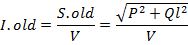 I.old = S.old / V = √(P² + Ql²) / V